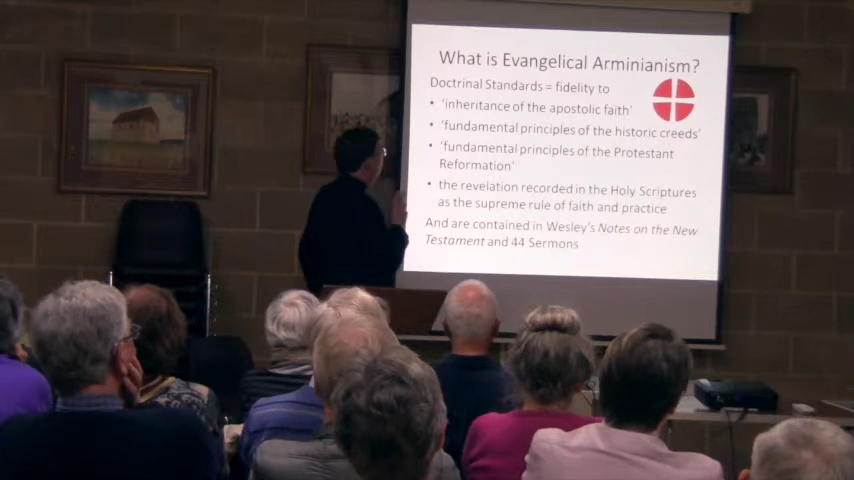 What is Evangelical Arminianism?
Doctrinal Standards = fidelity to
• 'inheritance of the apostolic faith'
• 'fundamental principles of the historic creeds'
• 'fundamental principles of the Protestant
Reformation'
• the revelation recorded in the Holy Scriptures
as the supreme rule of faith and practice
And are contained in Wesley's Notes on the New
Testament and 44 Sermons